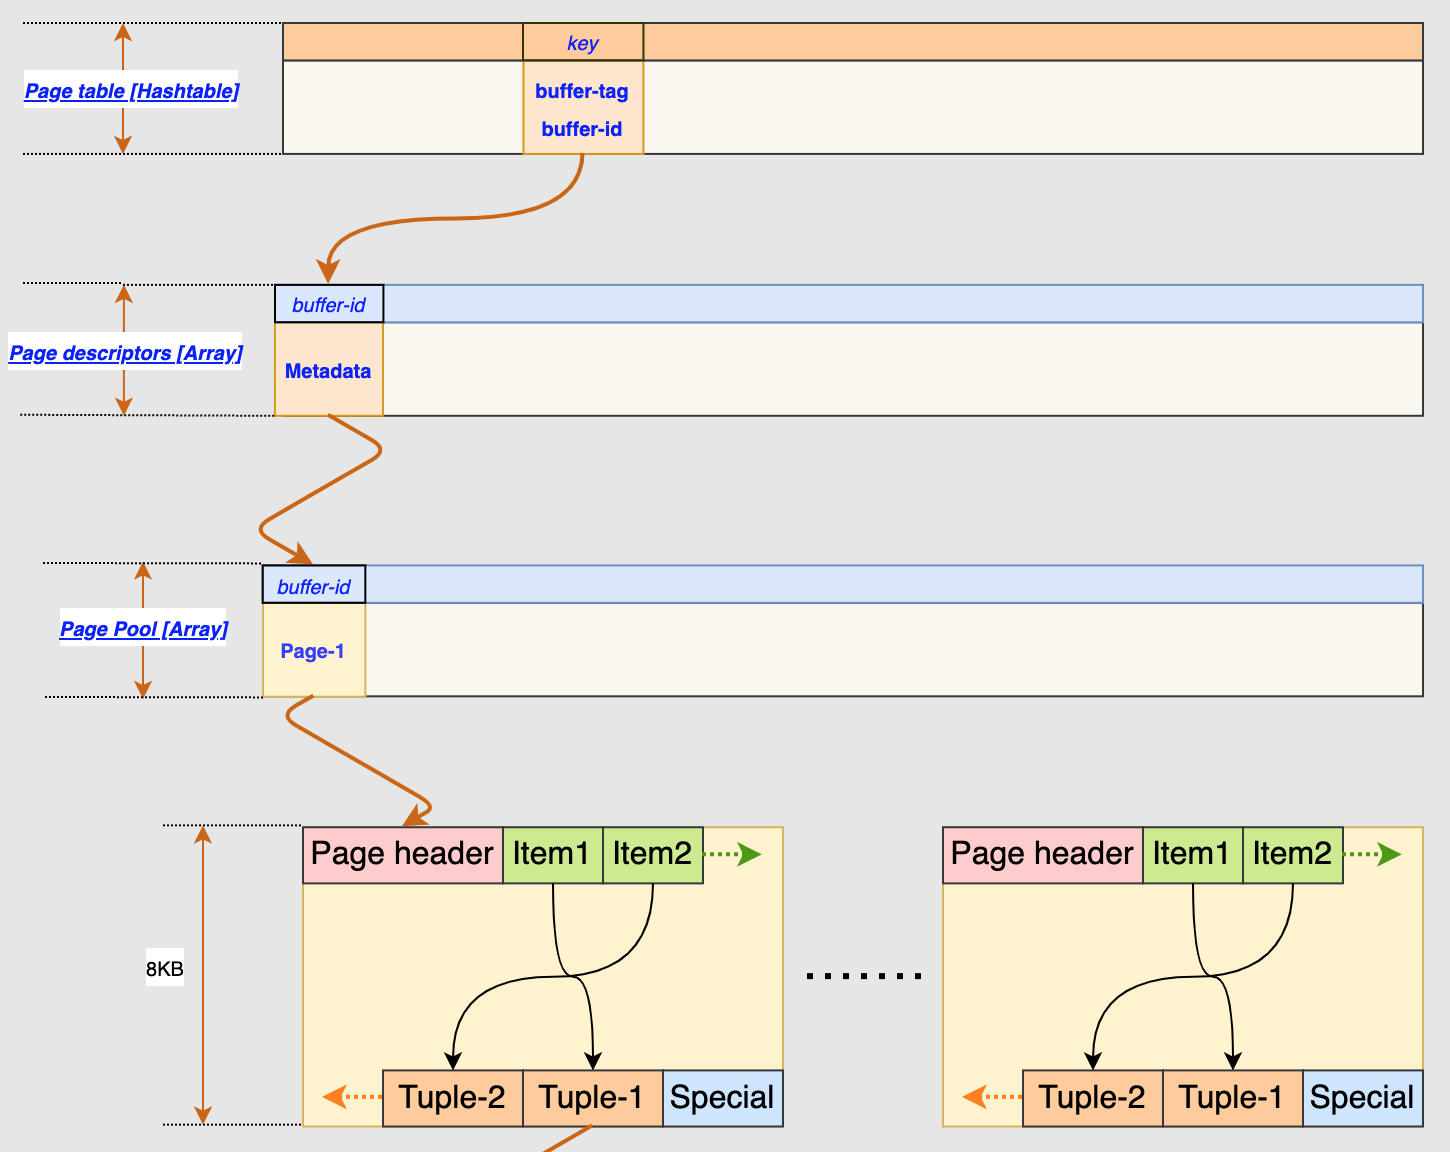 key
Page table [Hashtable]
buffer-tag
buffer-id
buffer-id
Page descriptors [Array]
Metadata
buffer-id
Page Pool [Array]
Page-1
Page header Item1 Item2
Page header Item1 Item2
8KB
Tuple-2 Tuple-1 Special
Tuple-2 Tuple-1 Special